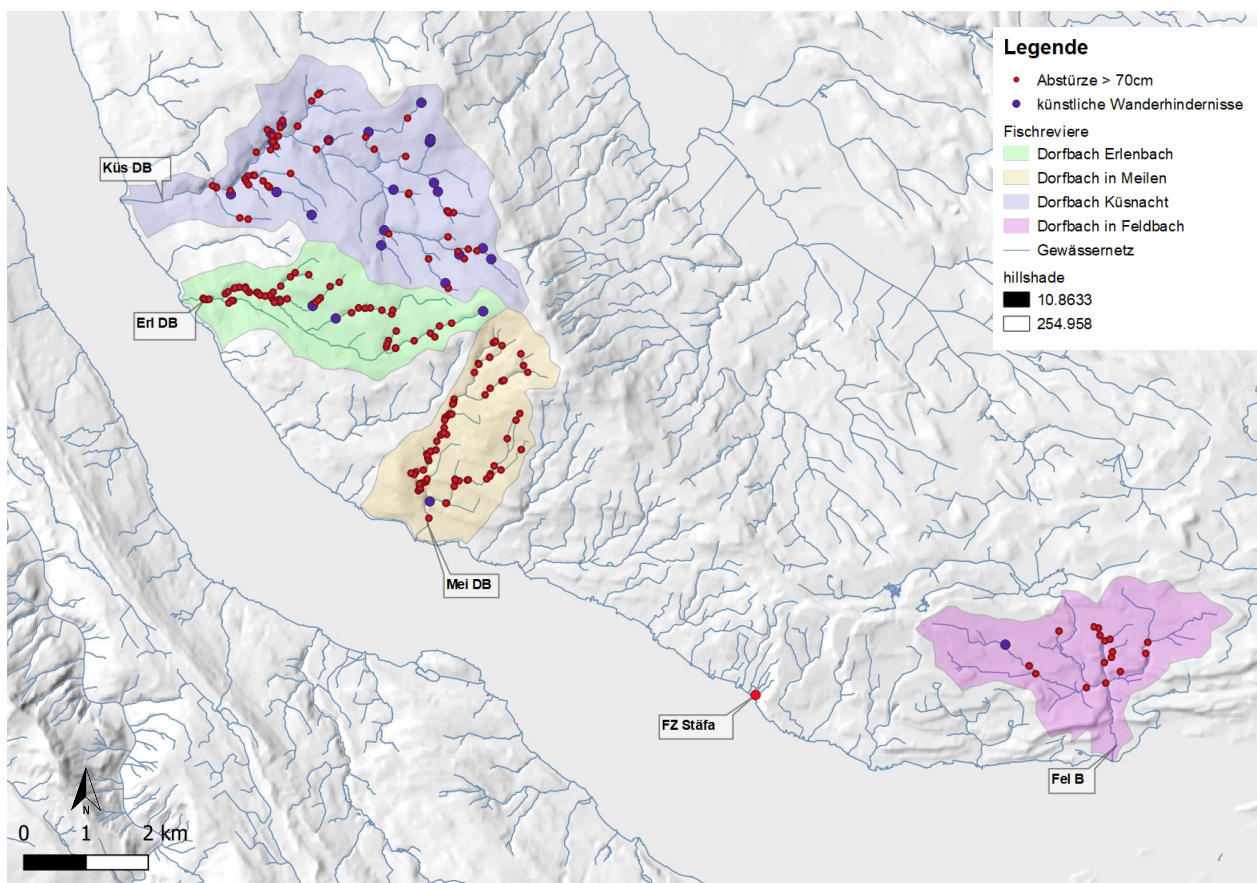 Legende
Abstürze > 70cm
künstliche Wanderhindernisse
Fischreviere
Dorfbach Erlenbach
Dorfbach in Meilen
Dorfbach Küsnacht
Dorfbach in Feldbach
Gewässernetz
hillshade
10.8633
254.958
Küs DB
Erl DB
Mei DB
FZ Stäfa
Fel B
N
0 1 2 km